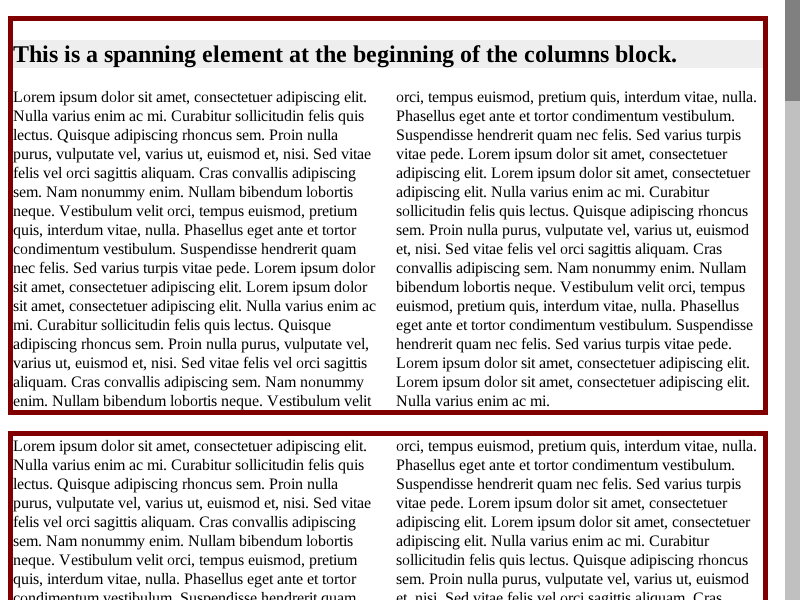 This is a spanning element at the beginning of the columns block.
Lorem ipsum dolor sit amet, consectetuer adipiscing elit.
Nulla varius enim ac mi. Curabitur sollicitudin felis quis
lectus. Quisque adipiscing rhoncus sem. Proin nulla
purus, vulputate vel, varius ut, euismod et, nisi. Sed vitae
felis vel orci sagittis aliquam. Cras convallis adipiscing
sem. Nam nonummy enim. Nullam bibendum lobortis
neque. Vestibulum velit orci, tempus euismod, pretium
quis, interdum vitae, nulla. Phasellus eget ante et tortor
condimentum vestibulum. Suspendisse hendrerit quam
nec felis. Sed varius turpis vitae pede. Lorem ipsum dolor
sit amet, consectetuer adipiscing elit. Lorem ipsum dolor
sit amet, consectetuer adipiscing elit. Nulla varius enim ac
mi. Curabitur sollicitudin felis quis lectus. Quisque
adipiscing rhoncus sem. Proin nulla purus, vulputate vel,
varius ut, euismod et, nisi. Sed vitae felis vel orci sagittis
aliquam. Cras convallis adipiscing sem. Nam nonummy
enim. Nullam bibendum lobortis neque. Vestibulum velit
orci, tempus euismod, pretium quis, interdum vitae, nulla.
Phasellus eget ante et tortor condimentum vestibulum.
Suspendisse hendrerit quam nec felis. Sed varius turpis
vitae pede. Lorem ipsum dolor sit amet, consectetuer
adipiscing elit. Lorem ipsum dolor sit amet, consectetuer
adipiscing elit. Nulla varius enim ac mi. Curabitur
sollicitudin felis quis lectus. Quisque adipiscing rhoncus
sem. Proin nulla purus, vulputate vel, varius ut, euismod
et, nisi. Sed vitae felis vel orci sagittis aliquam. Cras
convallis adipiscing sem. Nam nonummy enim. Nullam
bibendum lobortis neque. Vestibulum velit orci, tempus
euismod, pretium quis, interdum vitae, nulla. Phasellus
eget ante et tortor condimentum vestibulum. Suspendisse
hendrerit quam nec felis. Sed varius turpis vitae pede.
Lorem ipsum dolor sit amet, consectetuer adipiscing elit.
Lorem ipsum dolor sit amet, consectetuer adipiscing elit.
Nulla varius enim ac mi.
Lorem ipsum dolor sit amet, consectetuer adipiscing elit.
Nulla varius enim ac mi. Curabitur sollicitudin felis quis
lectus. Quisque adipiscing rhoncus sem. Proin nulla
purus, vulputate vel, varius ut, euismod et, nisi. Sed vitae
felis vel orci sagittis aliquam. Cras convallis adipiscing
sem. Nam nonummy enim. Nullam bibendum lobortis
neque. Vestibulum velit orci, tempus euismod, pretium
quis, interdum vitae, nulla. Phasellus eget ante et tortor
condimentum vestibulum. Suspendisse hendrerit quam
orci, tempus euismod, pretium quis, interdum vitae, nulla.
Phasellus eget ante et tortor condimentum vestibulum.
Suspendisse hendrerit quam nec felis. Sed varius turpis
vitae pede. Lorem ipsum dolor sit amet, consectetuer
adipiscing elit. Lorem ipsum dolor sit amet, consectetuer
adipiscing elit. Nulla varius enim ac mi. Curabitur
sollicitudin felis quis lectus. Quisque adipiscing rhoncus
sem. Proin nulla purus, vulputate vel, varius ut, euismod
et, nisi. Sed vitae felis vel orci sagittis aliquam. Cras